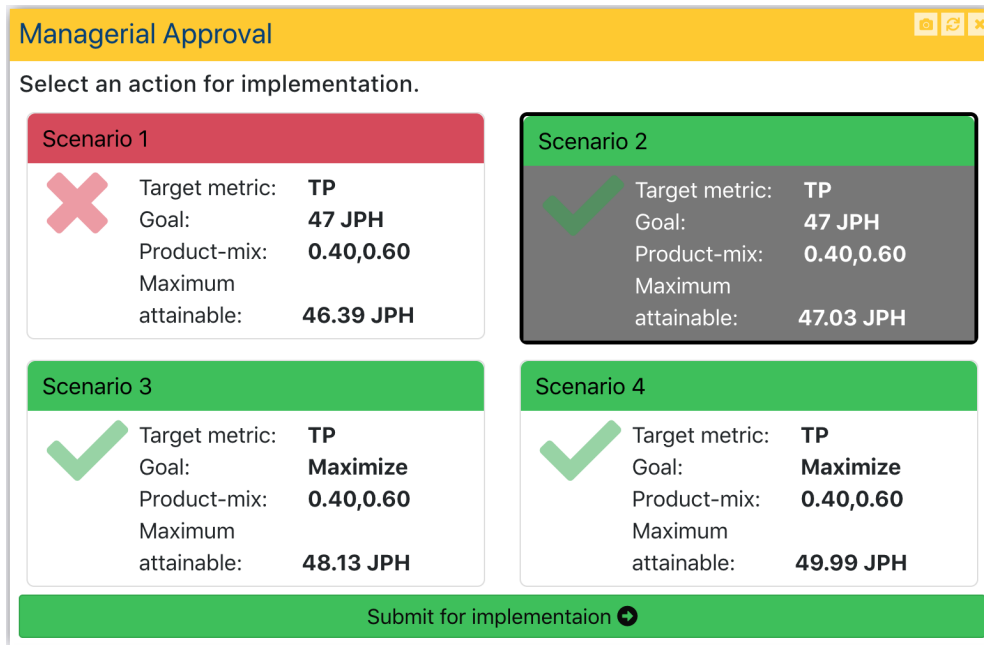 Managerial Approval
Select an action for implementation.
Scenario 1
Target metric: TP
Goal: 47 JPH
Product-mix: 0.40,0.60
Maximum
attainable: 46.39 JPH
Scenario 2
Target metric: TP
Goal: 47 JPH
Product-mix: 0.40,0.60
Maximum
attainable: 47.03 JPH
Scenario 3
Target metric: TP
Goal: Maximize
Product-mix: 0.40,0.60
Maximum
attainable: 48.13 JPH
Scenario 4
Target metric: TP
Goal: Maximize
Product-mix: 0.40,0.60
Maximum
attainable: 49.99 JPH
Submit for implementaion